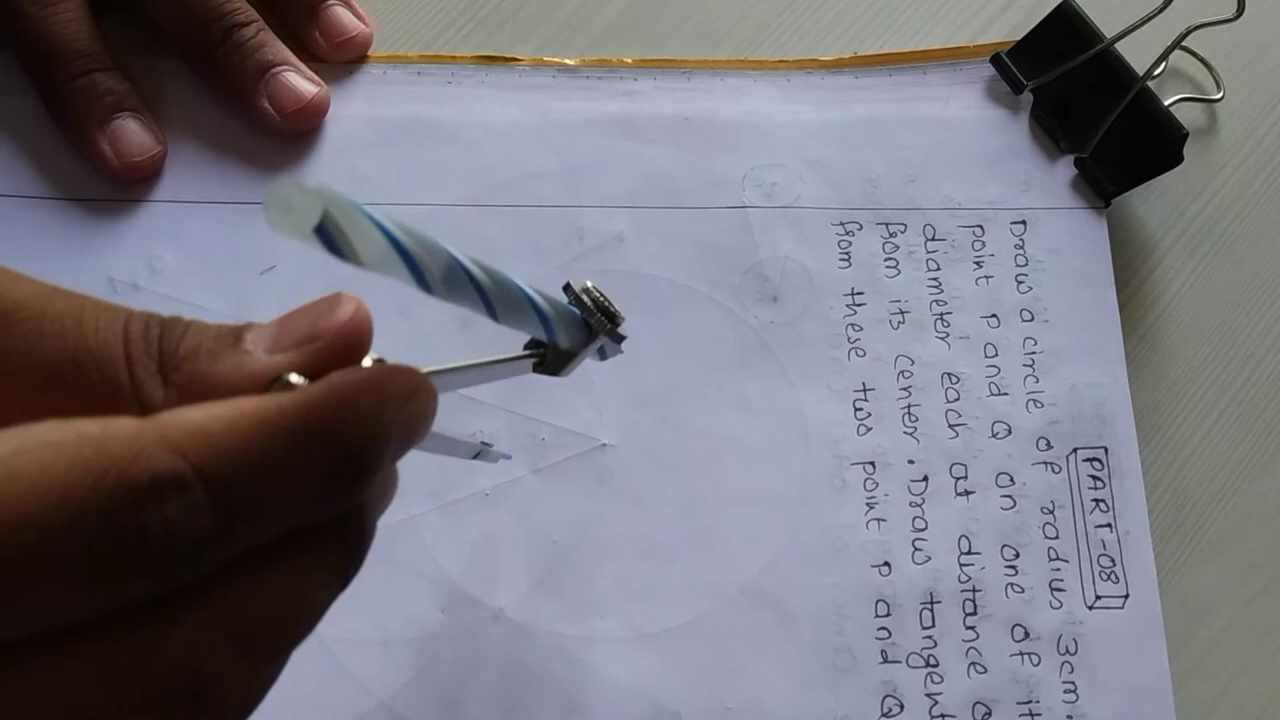 PART-08
Draw a circle of radius 3cm.
point P and Q on one of it
diameter each at distance
from its center. Draw tangent
from these two point P and Q